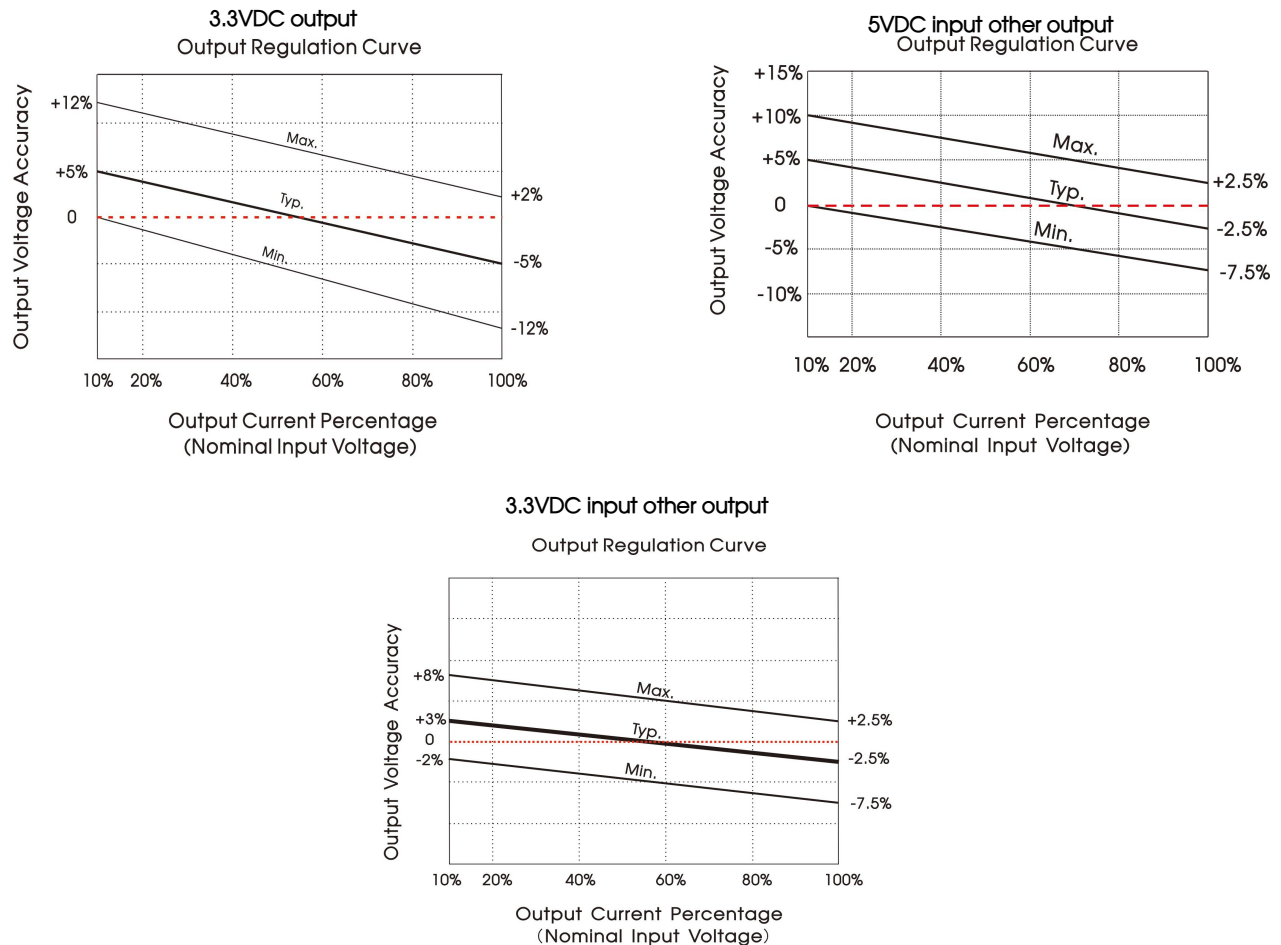 3.3VDC output
Output Regulation Curve
Output Voltage Accuracy
+12%
+5%
0
Max.
Typ.
Min.
+2%
-5%
-12%
10% 20% 40% 60% 80% 100%
Output Current Percentage
(Nominal Input Voltage)
5VDC input other output
Output Regulation Curve
Output Voltage Accuracy
+15%
+10%
+5%
0
-5%
-10%
Max.
Typ.
Min.
+2.5%
-2.5%
-7.5%
10% 20% 40% 60% 80% 100%
Output Current Percentage
(Nominal Input Voltage)
3.3VDC input other output
Output Regulation Curve
Output Voltage Accuracy
+8%
+3%
0
-2%
Max.
Typ.
Min.
+2.5%
-2.5%
-7.5%
10% 20% 40% 60% 80% 100%
Output Current Percentage
（Nominal Input Voltage）